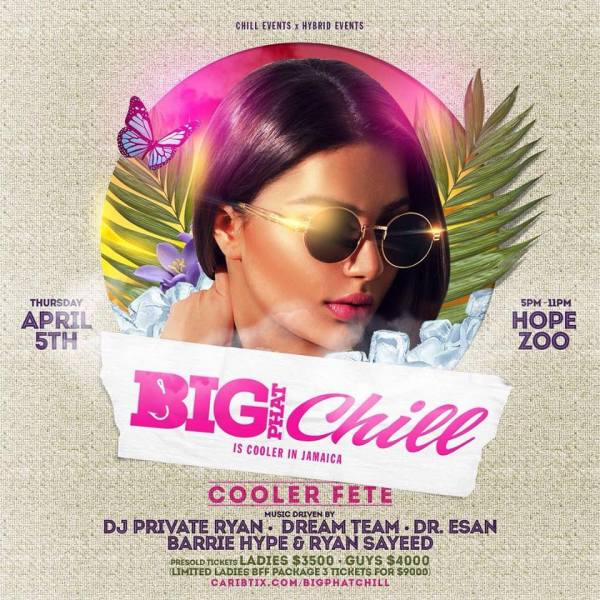 CHILL EVENTS x HYBRID EVENTS
THURSDAY
APRIL
5TH
5PM -11PM
HOPE
ZOO
BIG PHAT Chill
IS COOLER IN JAMAICA
COOLER FETE
MUSIC DRIVEN BY
DJ PRIVATE RYAN • DREAM TEAM • DR. ESAN
BARRIE HYPE & RYAN SAYEED
PRESOLD TICKETS LADIES $3500 • GUYS $4000
(LIMITED LADIES BFF PACKAGE 3 TICKETS FOR $9000)
CARIBTIX.COM/BIGPHATCHILL